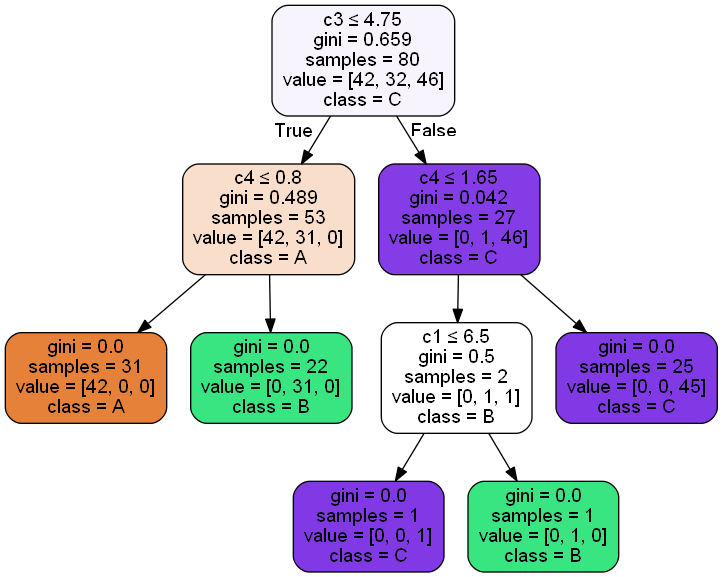 c3 ≤ 4.75
gini = 0.659
samples = 80
value = [42, 32, 46]
class = C
True
False
c4 ≤ 0.8
gini = 0.489
samples = 53
value = [42, 31, 0]
class = A
c4 ≤ 1.65
gini = 0.042
samples = 27
value = [0, 1, 46]
class = C
gini = 0.0
samples = 31
value = [42, 0, 0]
class = A
gini = 0.0
samples = 22
value = [0, 31, 0]
class = B
c1 ≤ 6.5
gini = 0.5
samples = 2
value = [0, 1, 1]
class = B
gini = 0.0
samples = 25
value = [0, 0, 45]
class = C
gini = 0.0
samples = 1
value = [0, 0, 1]
class = C
gini = 0.0
samples = 1
value = [0, 1, 0]
class = B